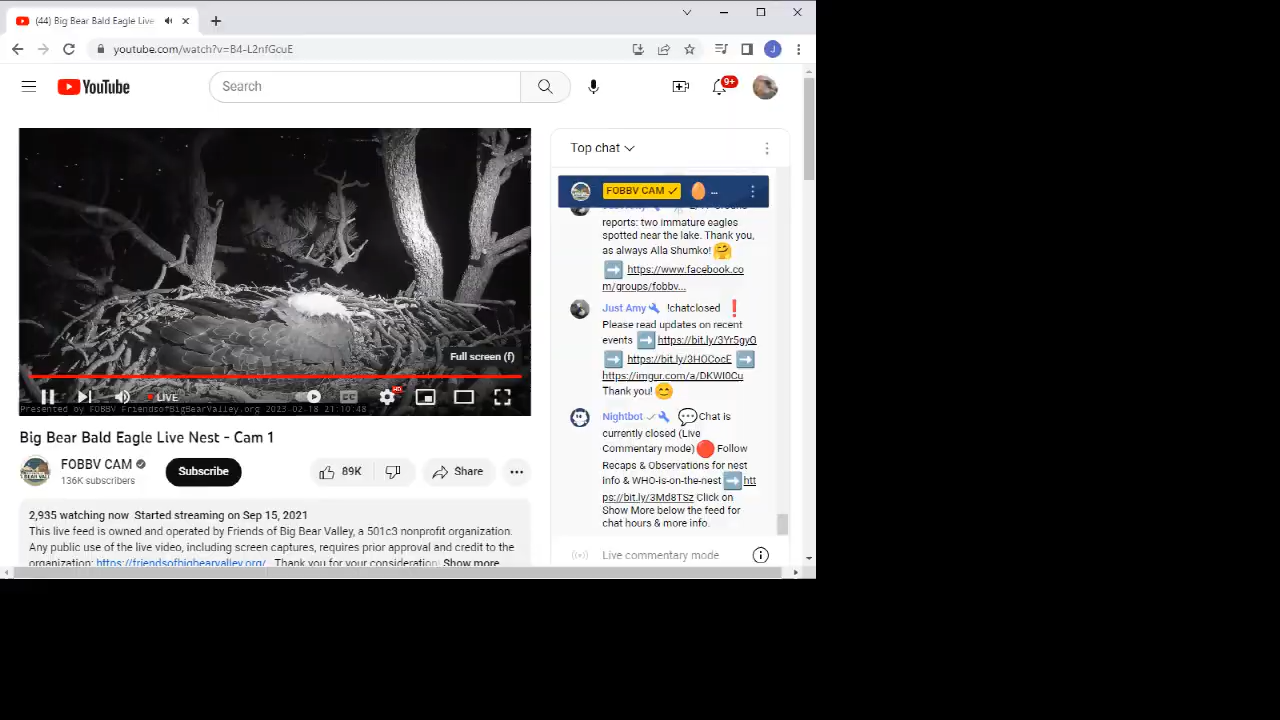 (44) Big Bear Bald Eagle Live
youtube.com/watch?v=B4-L2nfGcuE
J
YouTube
Search
9+
Full screen (f)
LIVE
HD
Presented by FOBBV FriendsofBigBearValley.org 2023-02-18 21:10:48
Big Bear Bald Eagle Live Nest - Cam 1
FOBBV CAM
136K subscribers
Subscribe
89K
Share
2,935 watching now Started streaming on Sep 15, 2021
This live feed is owned and operated by Friends of Big Bear Valley, a 501c3 nonprofit organization.
Any public use of the live video, including screen captures, requires prior approval and credit to the
organization: https://friendsofbigbearvalley.org/ . Thank you for your consideration! Show more
Top chat
FOBBV CAM ...
Just Amy
reports: two immature eagles
spotted near the lake. Thank you,
as always Alla Shumko! 🤗
➡️ https://www.facebook.co
m/groups/fobbv...
Just Amy !chatclosed ❗
Please read updates on recent
events ➡️ https://bit.ly/3Yr5gyO
➡️ https://bit.ly/3HOCocE ➡️
https://imgur.com/a/DKWI0Cu
Thank you! 😊
Nightbot 💬Chat is
currently closed (Live
Commentary mode)🔴 Follow
Recaps & Observations for nest
info & WHO-is-on-the-nest ➡️ htt
ps://bit.ly/3Md8TSz Click on
Show More below the feed for
chat hours & more info.
Live commentary mode